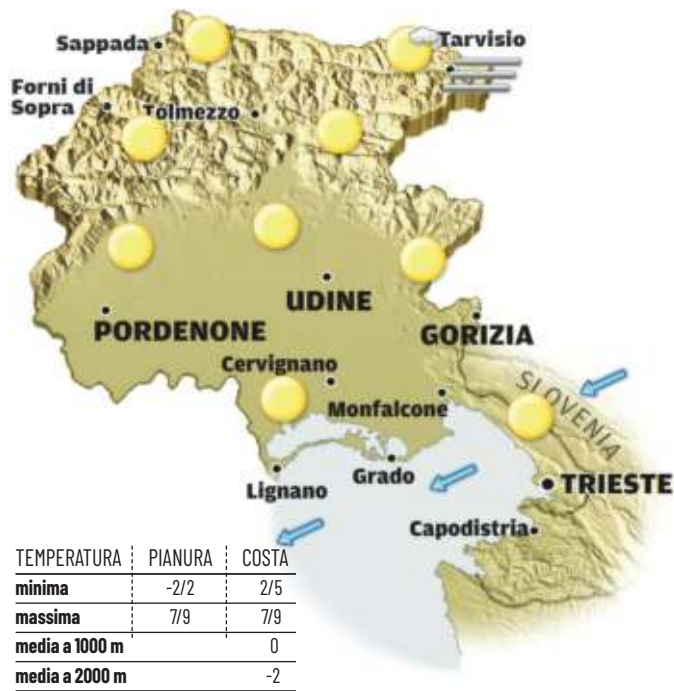 Sappada
Tarvisio
Forni di
Sopra
Tolmezzo
UDINE
PORDENONE
GORIZIA
Cervignano
SLOVENIA
Monfalcone
Grado
Lignano
TRIESTE
Capodistria
TEMPERATURA PIANURA COSTA
minima -2/2 2/5
massima 7/9 7/9
media a 1000 m 0
media a 2000 m -2